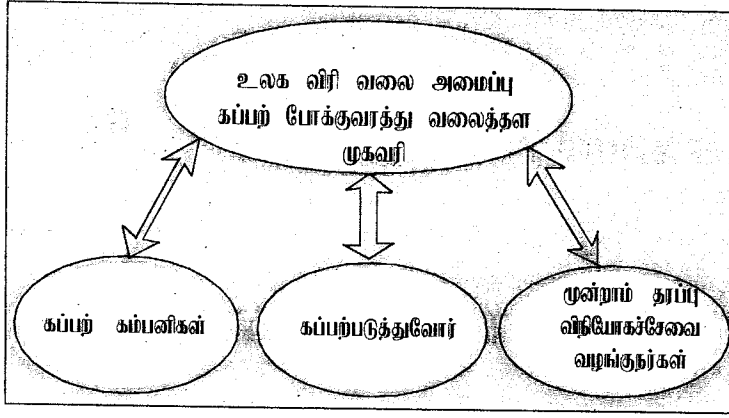 உலக விரி வலை அமைப்பு
கப்பற் போக்குவரத்து வலைத்தள
முகவரி
கப்பற் கம்பனிகள்
கப்பற்படுத்துவோர்
மூன்றாம் தரப்பு
விநியோகச்சேவை
வழங்குநர்கள்